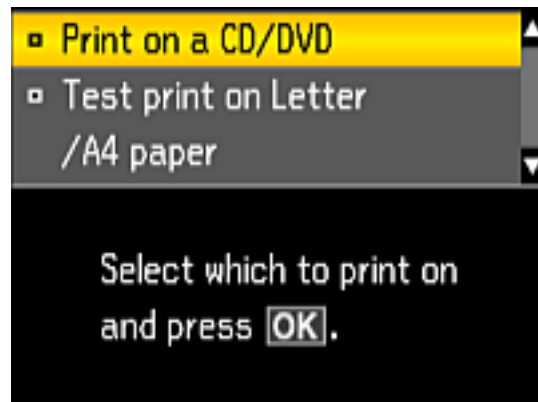 Print on a CD/DVD
Test print on Letter
/A4 paper
Select which to print on
and press OK.